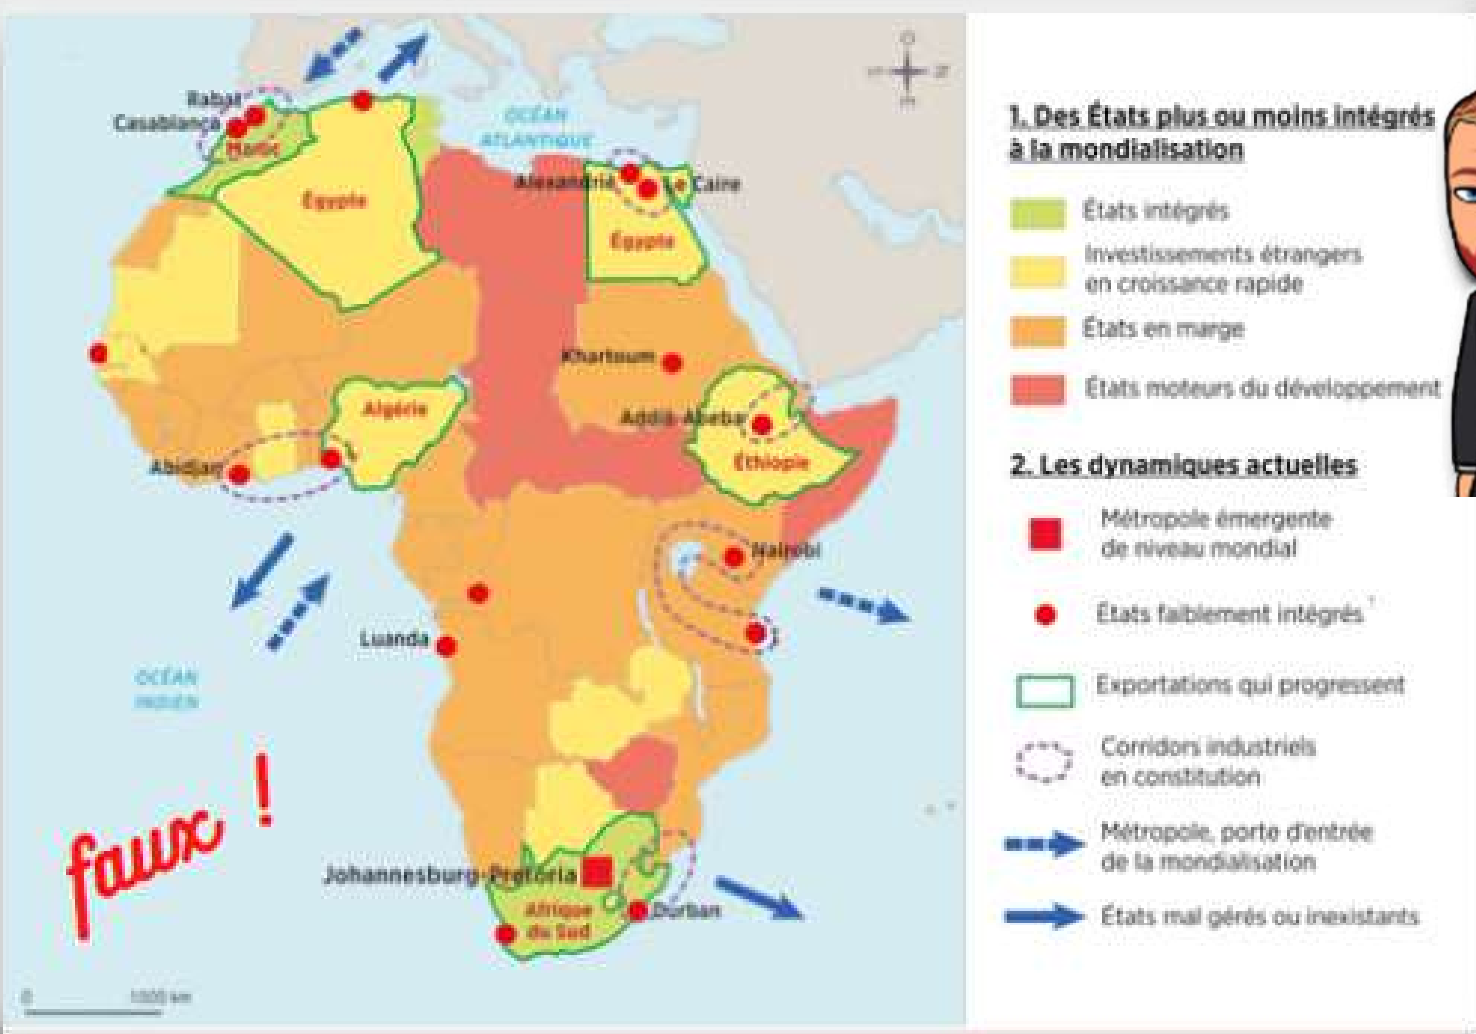 Rabat
Casablanca
Maroc
OCÉAN
ATLANTIQUE
Égypte
Alexandrie
Le Caire
Égypte
Khartoum
Algérie
Addis-Abeba
Éthiopie
Abidjan
Nairobi
Luanda
OCÉAN
INDIEN
faux !
Johannesburg-Pretoria
Afrique
du Sud
Durban
0 1000 km
1. Des États plus ou moins intégrés
à la mondialisation
États intégrés
Investissements étrangers
en croissance rapide
États en marge
États moteurs du développement
2. Les dynamiques actuelles
Métropole émergente
de niveau mondial
États faiblement intégrés
Exportations qui progressent
Corridors industriels
en constitution
Métropole, porte d'entrée
de la mondialisation
États mal gérés ou inexistants